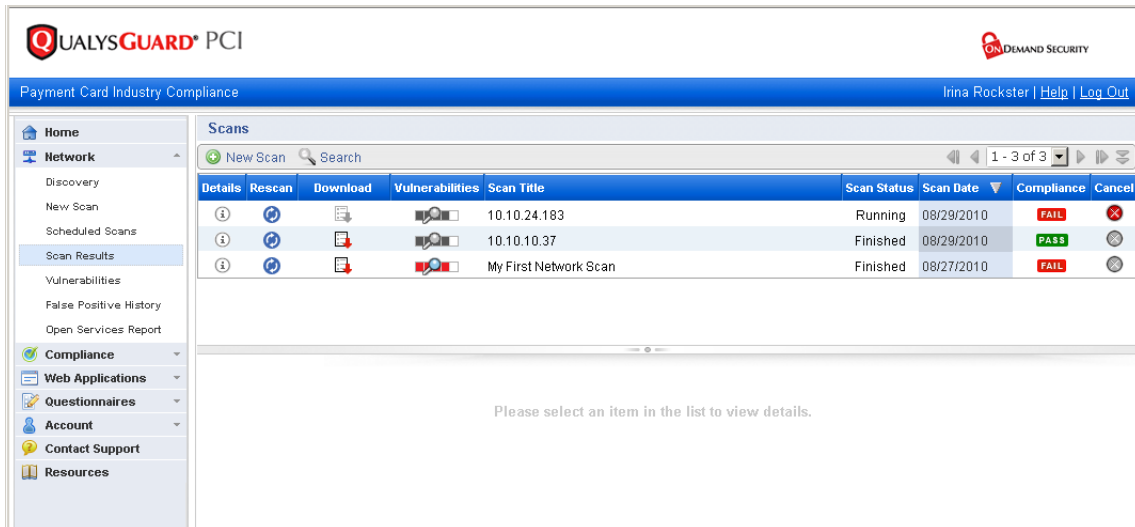 QUALYSGUARD® PCI
ON DEMAND SECURITY
Payment Card Industry Compliance
Irina Rockster | Help | Log Out
Home
Network
Discovery
New Scan
Scheduled Scans
Scan Results
Vulnerabilities
False Positive History
Open Services Report
Compliance
Web Applications
Questionnaires
Account
Contact Support
Resources
Scans
New Scan Search 1 - 3 of 3
Details Rescan Download Vulnerabilities Scan Title Scan Status Scan Date Compliance Cancel
10.10.24.183 Running 08/29/2010 FAIL
10.10.10.37 Finished 08/29/2010 PASS
My First Network Scan Finished 08/27/2010 FAIL
Please select an item in the list to view details.